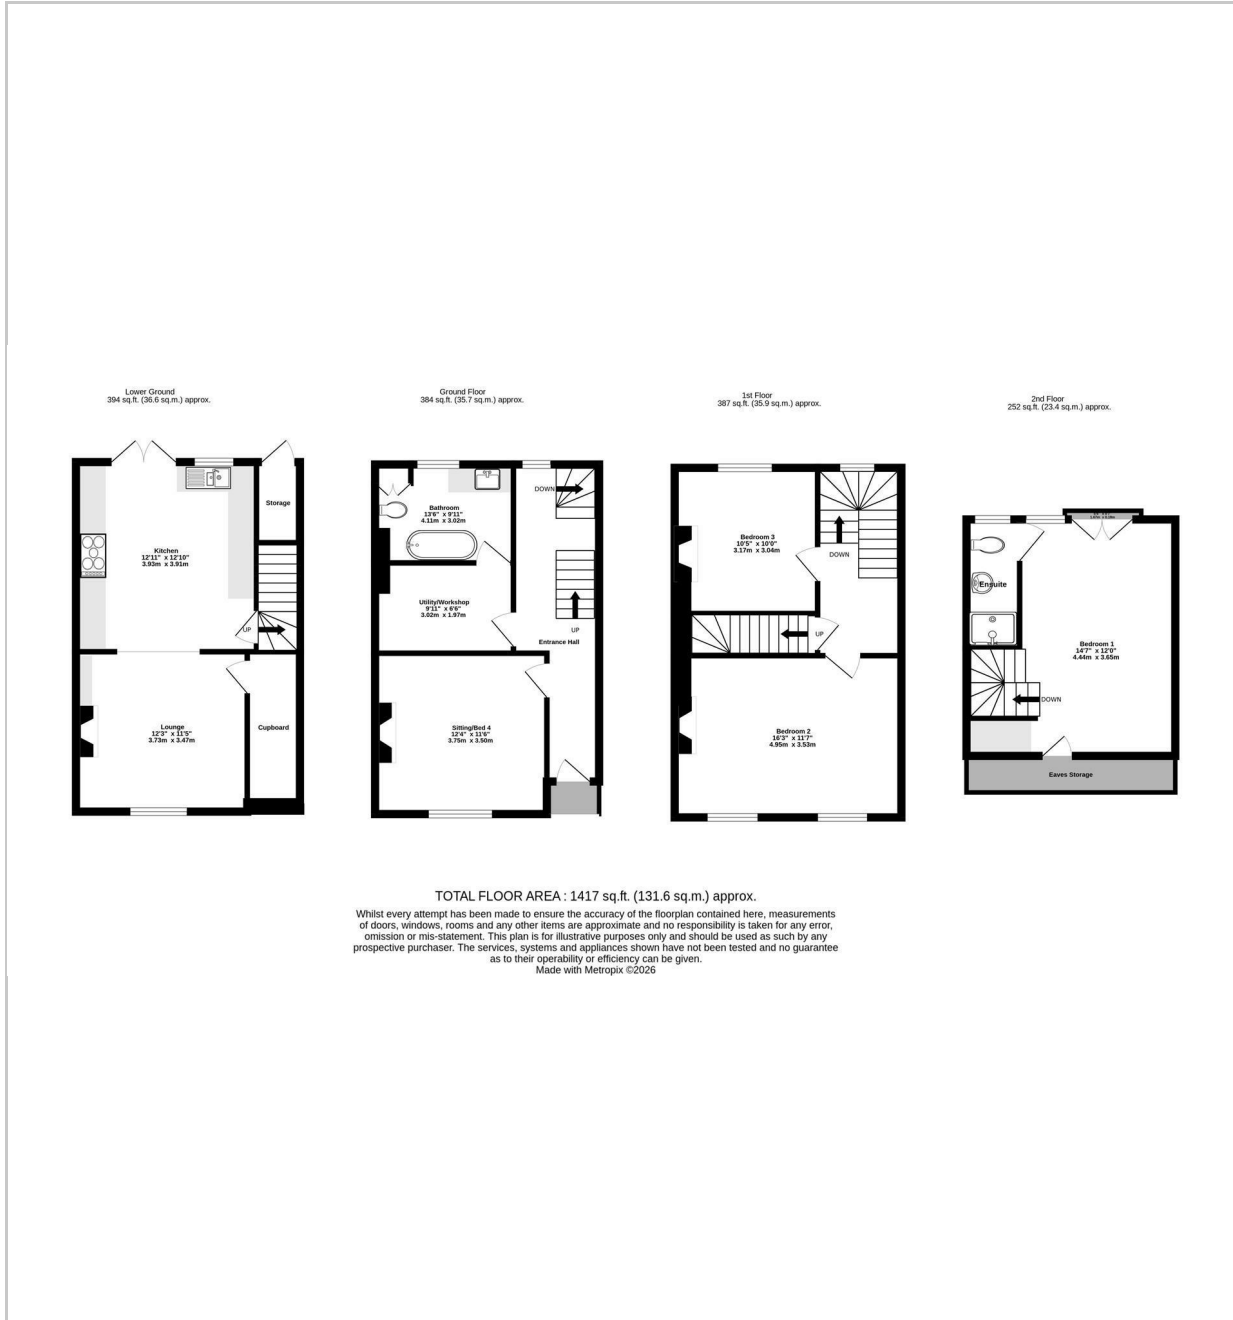 Lower Ground
394 sq.ft. (36.6 sq.m.) approx.
Ground Floor
384 sq.ft. (35.7 sq.m.) approx.
1st Floor
387 sq.ft. (35.9 sq.m.) approx.
2nd Floor
252 sq.ft. (23.4 sq.m.) approx.
Storage
Kitchen
12'11" x 12'10"
3.93m x 3.91m
UP
Lounge
12'3" x 11'5"
3.73m x 3.47m
Cupboard
DOWN
Bathroom
13'6" x 9'11"
4.11m x 3.02m
Utility/Workshop
9'11" x 6'6"
3.02m x 1.97m
UP
Entrance Hall
Sitting/Bed 4
12'4" x 11'6"
3.75m x 3.50m
Bedroom 3
10'5" x 10'0"
3.17m x 3.04m
DOWN
UP
Bedroom 2
16'3" x 11'7"
4.95m x 3.53m
Ensuite
Bedroom 1
14'7" x 12'0"
4.44m x 3.65m
DOWN
Eaves Storage
TOTAL FLOOR AREA : 1417 sq.ft. (131.6 sq.m.) approx.
Whilst every attempt has been made to ensure the accuracy of the floorplan contained here, measurements
of doors, windows, rooms and any other items are approximate and no responsibility is taken for any error,
omission or mis-statement. This plan is for illustrative purposes only and should be used as such by any
prospective purchaser. The services, systems and appliances shown have not been tested and no guarantee
as to their operability or efficiency can be given.
Made with Metropix ©2026